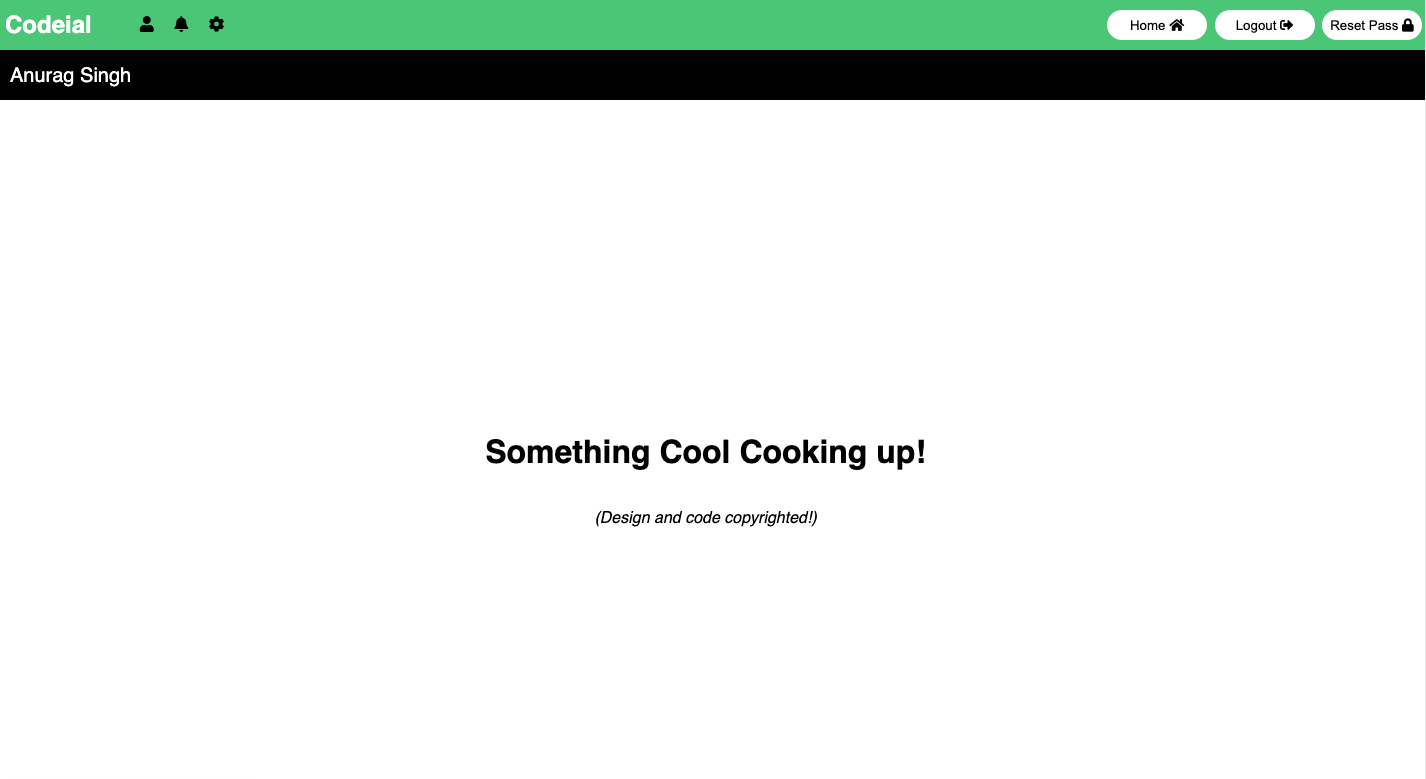 Codeial
Home
Logout
Reset Pass
Anurag Singh
Something Cool Cooking up!
(Design and code copyrighted!)